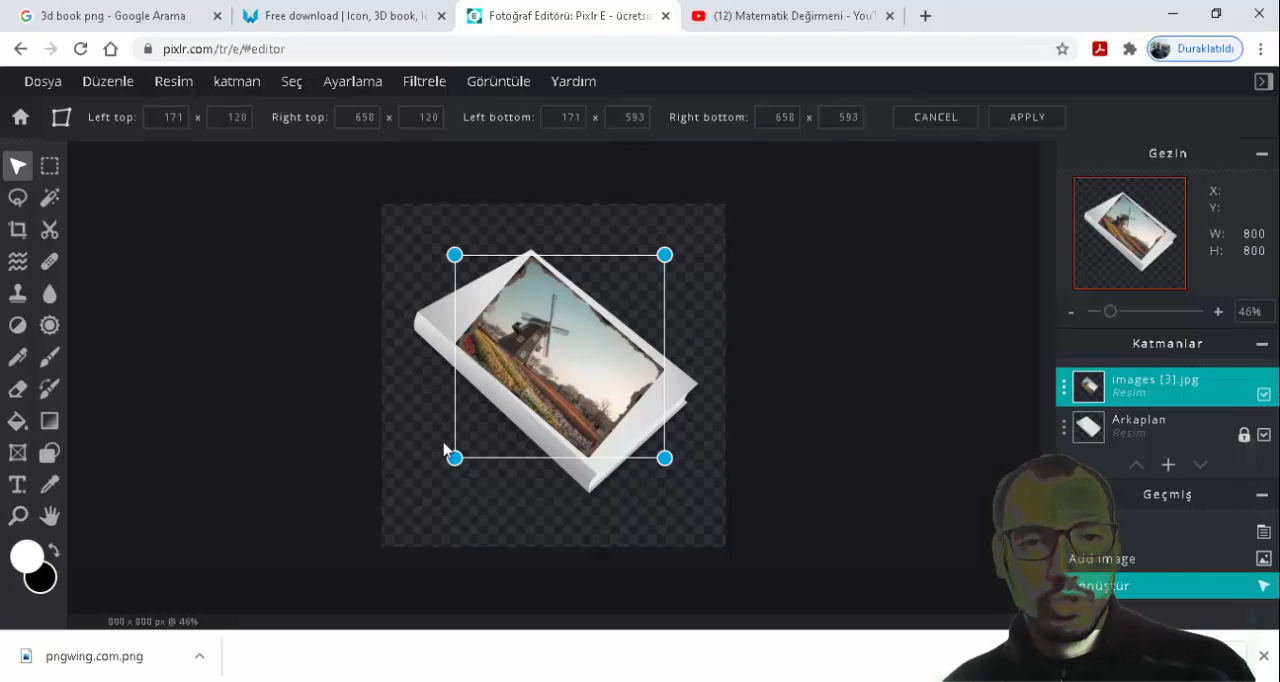 3d book png - Google Arama
Free download | Icon, 3D book, I
Fotoğraf Editörü: Pixlr E - ücretsi
(12) Matematik Değirmeni - YouT
pixlr.com/tr/e/#editor
Duraklatıldı
Dosya Düzenle Resim katman Seç Ayarlama Filtrele Görüntüle Yardım
Left top: 171 x 120 Right top: 658 x 120 Left bottom: 171 x 593 Right bottom: 658 x 593 CANCEL APPLY
Gezin
X:
Y:
W: 800
H: 800
- + 46%
Katmanlar
images [3].jpg
Resim
Arkaplan
Resim
Geçmiş
Add image
nüştür
800 x 800 px @ 46%
pngwing.com.png